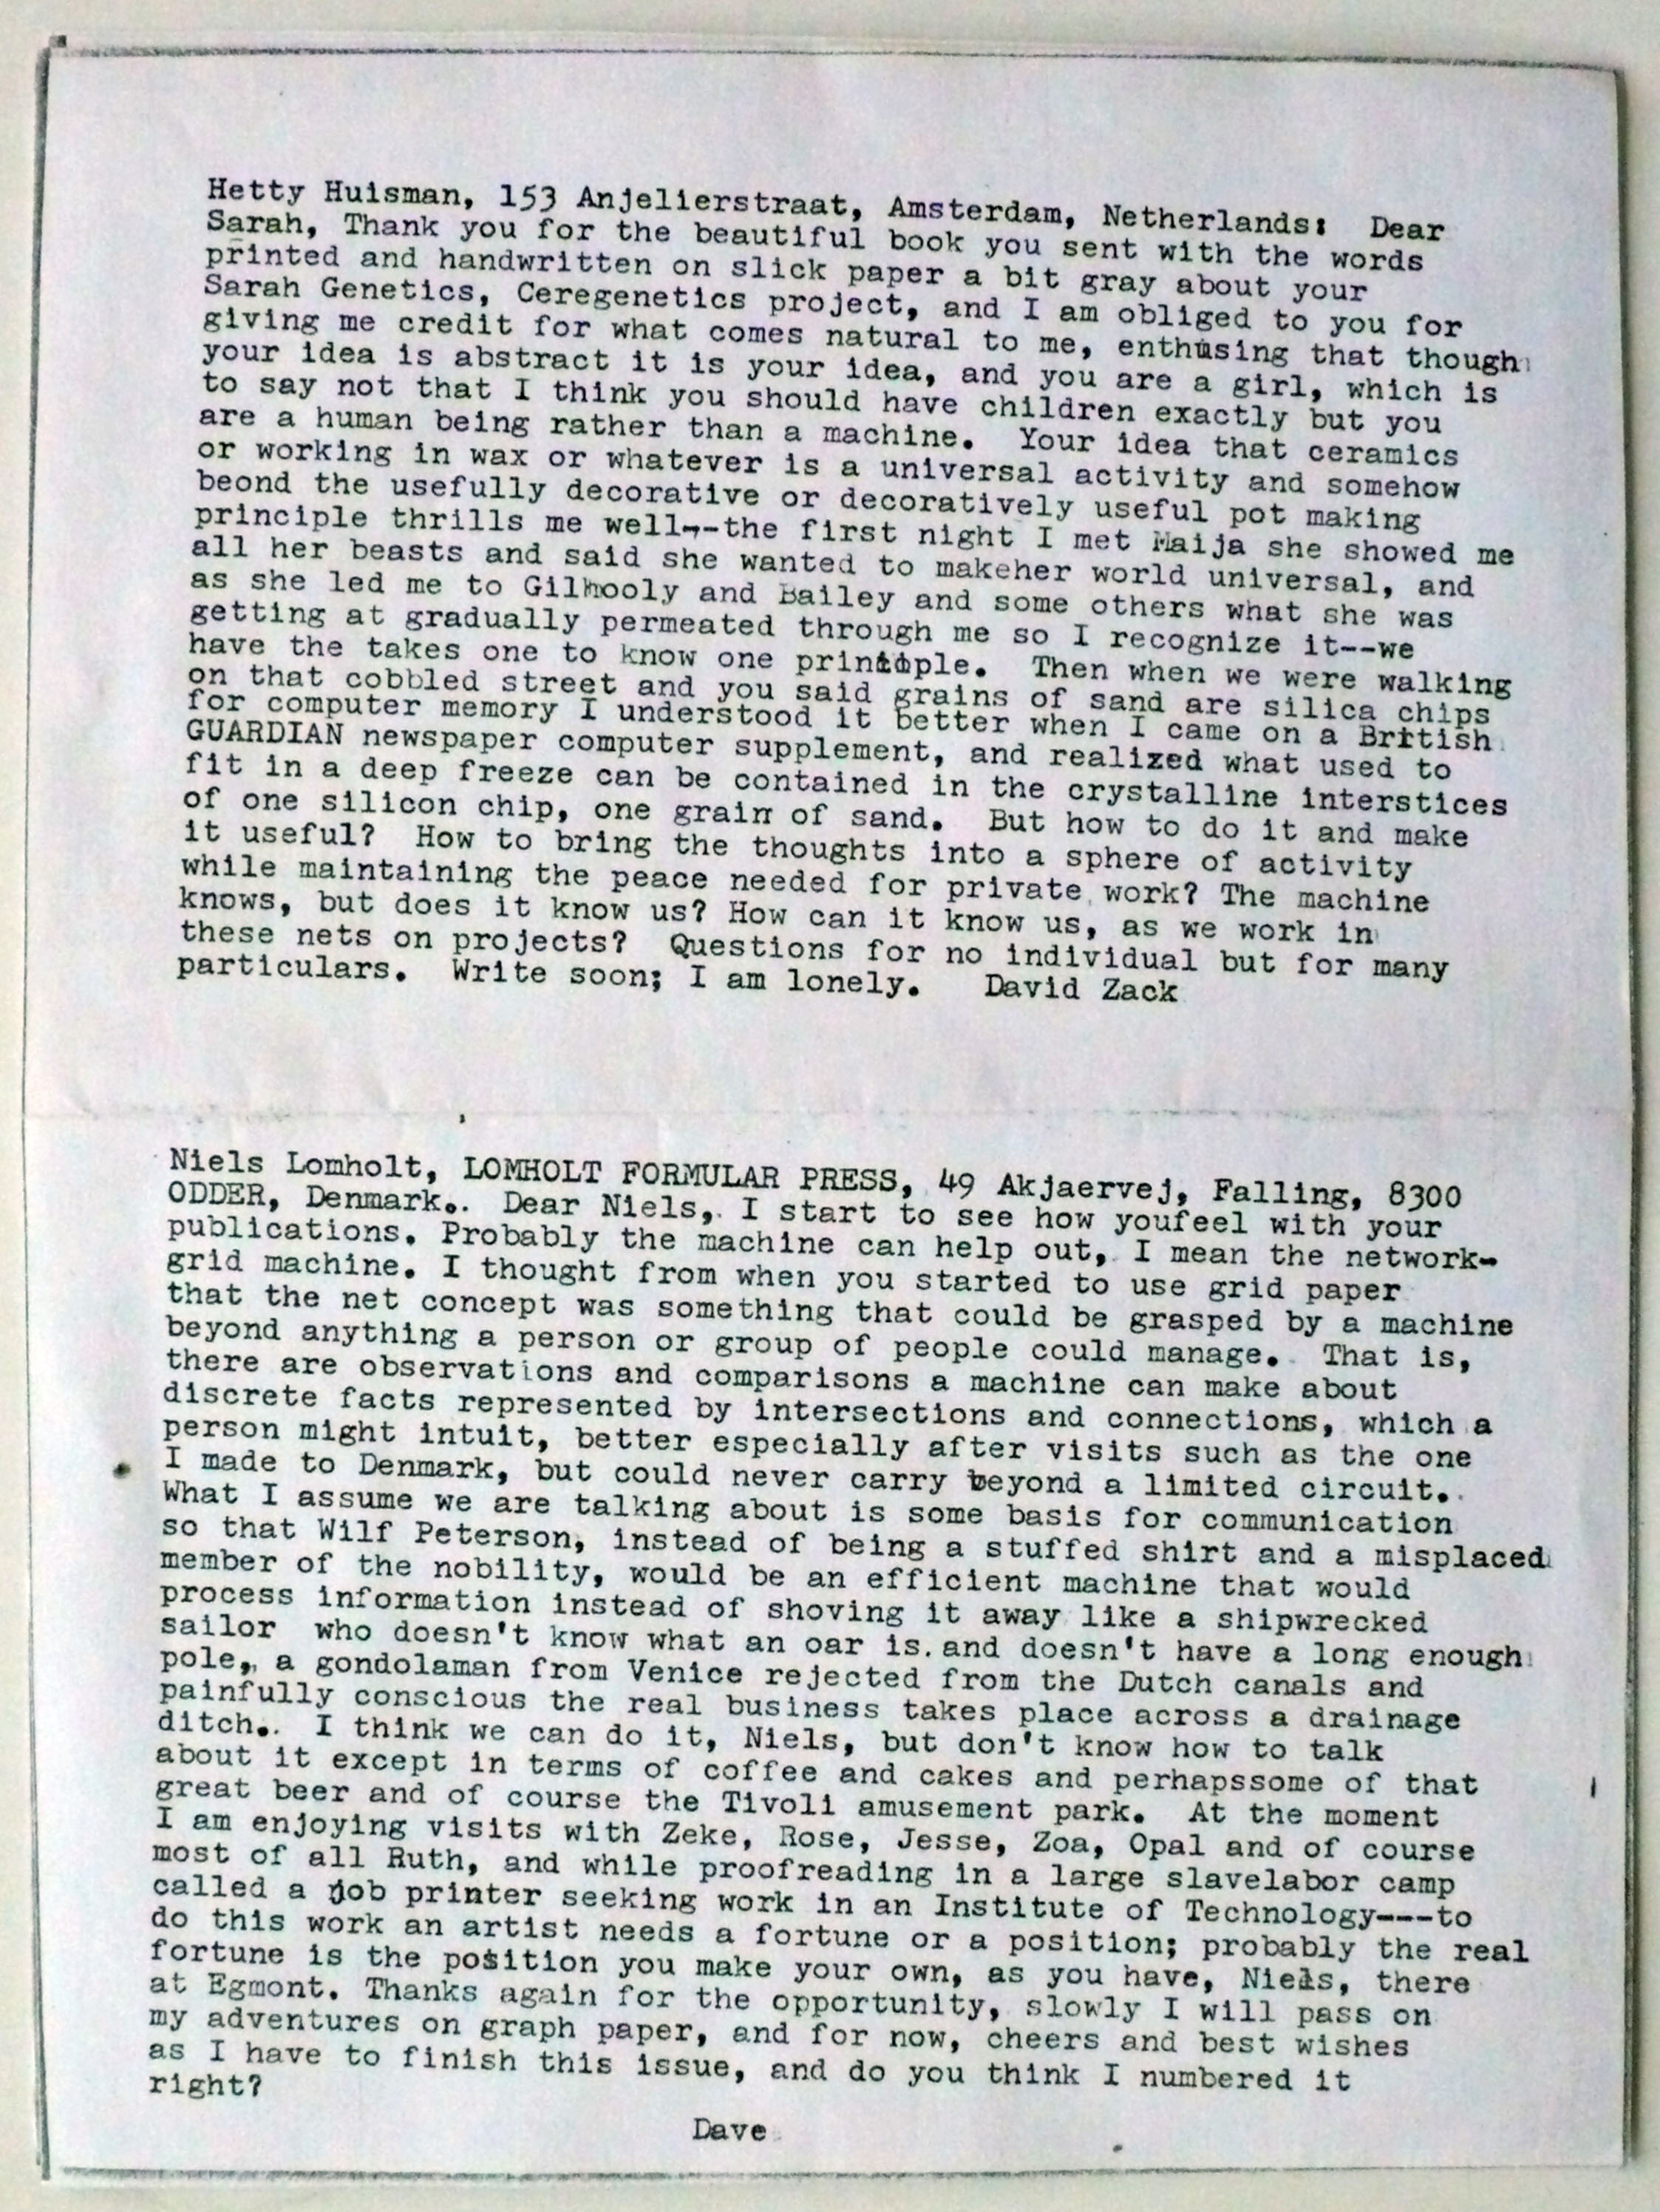 Hetty Huisman, 153 Anjelierstraat, Amsterdam, Netherlands: Dear
Sarah, Thank you for the beautiful book you sent with the words
printed and handwritten on slick paper a bit gray about your
Sarah Genetics, Ceregenetics project, and I am obliged to you for
giving me credit for what comes natural to me, enthusing that though
your idea is abstract it is your idea, and you are a girl, which is
to say not that I think you should have children exactly but you
are a human being rather than a machine. Your idea that ceramics
or working in wax or whatever is a universal activity and somehow
beond the usefully decorative or decoratively useful pot making
principle thrills me well--the first night I met Maija she showed me
all her beasts and said she wanted to makeher world universal, and
as she led me to Gilhooly and Bailey and some others what she was
getting at gradually permeated through me so I recognize it--we
have the takes one to know one principle. Then when we were walking
on that cobbled street and you said grains of sand are silica chips
for computer memory I understood it better when I came on a British
GUARDIAN newspaper computer supplement, and realized what used to
fit in a deep freeze can be contained in the crystalline interstices
of one silicon chip, one grain of sand. But how to do it and make
it useful? How to bring the thoughts into a sphere of activity
while maintaining the peace needed for private work? The machine
knows, but does it know us? How can it know us, as we work in
these nets on projects? Questions for no individual but for many
particulars. Write soon; I am lonely. David Zack
Niels Lomholt, LOMHOLT FORMULAR PRESS, 49 Akjaervej, Falling, 8300
ODDER, Denmark.. Dear Niels, I start to see how youfeel with your
publications. Probably the machine can help out, I mean the network-
grid machine. I thought from when you started to use grid paper
that the net concept was something that could be grasped by a machine
beyond anything a person or group of people could manage. That is,
there are observations and comparisons a machine can make about
discrete facts represented by intersections and connections, which a
person might intuit, better especially after visits such as the one
I made to Denmark, but could never carry beyond a limited circuit..
What I assume we are talking about is some basis for communication
so that Wilf Peterson, instead of being a stuffed shirt and a misplaced
member of the nobility, would be an efficient machine that would
process information instead of shoving it away like a shipwrecked
sailor who doesn't know what an oar is.and doesn't have a long enough
pole,, a gondolaman from Venice rejected from the Dutch canals and
painfully conscious the real business takes place across a drainage
ditch.. I think we can do it, Niels, but don't know how to talk
about it except in terms of coffee and cakes and perhapssome of that
great beer and of course the Tivoli amusement park. At the moment
I am enjoying visits with Zeke, Rose, Jesse, Zoa, Opal and of course
most of all Ruth, and while proofreading in a large slavelabor camp
called a job printer seeking work in an Institute of Technology---to
do this work an artist needs a fortune or a position; probably the real
fortune is the position you make your own, as you have, Niels, there
at Egmont. Thanks again for the opportunity, slowly I will pass on
my adventures on graph paper, and for now, cheers and best wishes
as I have to finish this issue, and do you think I numbered it
right?
Dave